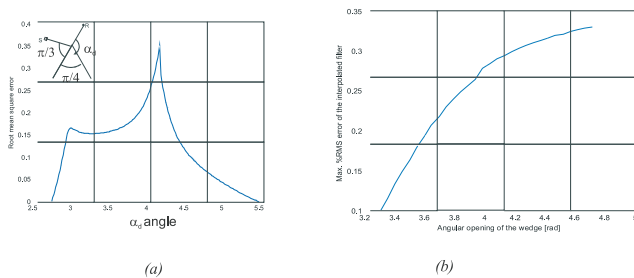 0,4
0,35
0,3
0,25
0,2
0,15
0,1
0,05
0
Root mean square error
S
R
π/3
α_d
π/4
2.5 3 3.5 4 4.5 5 5.5
α_d angle
(a)
0.35
0,3
0,25
0,2
0,15
0,1
Max. %RMS error of the interpolated filter
3.2 3.4 3.6 3.8 4 4.2 4.4 4.6 4.8
Angular opening of the wedge [rad]
(b)